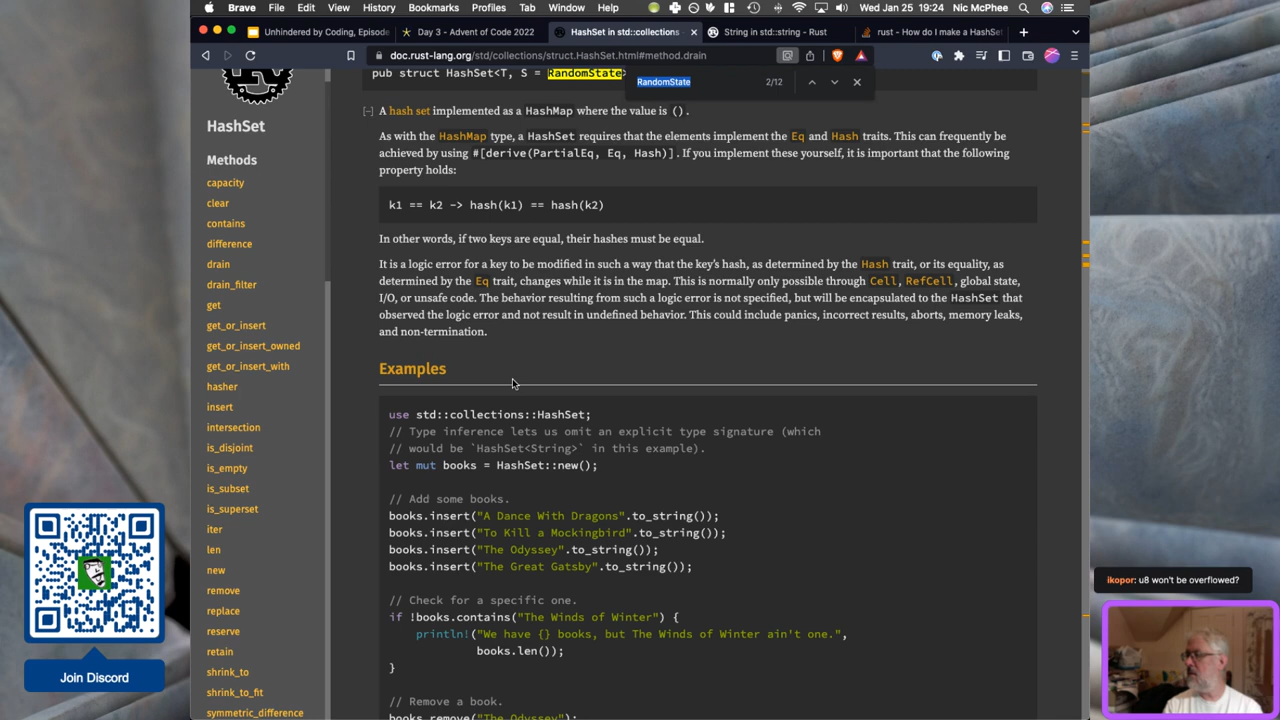 Brave File Edit View History Bookmarks Profiles Tab Window Help Wed Jan 25 19:24 Nic McPhee
Unhindered by Coding, Episode
Day 3 - Advent of Code 2022
HashSet in std::collections -
String in std::string - Rust
rust - How do I make a HashSet
doc.rust-lang.org/std/collections/struct.HashSet.html#method.drain
RandomState 2/12
pub struct HashSet<T, S = RandomState>
HashSet
Methods
capacity
clear
contains
difference
drain
drain_filter
get
get_or_insert
get_or_insert_owned
get_or_insert_with
hasher
insert
intersection
is_disjoint
is_empty
is_subset
is_superset
iter
len
new
remove
replace
reserve
retain
shrink_to
shrink_to_fit
symmetric_difference
[-] A hash set implemented as a HashMap where the value is ().
As with the HashMap type, a HashSet requires that the elements implement the Eq and Hash traits. This can frequently be
achieved by using #[derive(PartialEq, Eq, Hash)]. If you implement these yourself, it is important that the following
property holds:
k1 == k2 -> hash(k1) == hash(k2)
In other words, if two keys are equal, their hashes must be equal.
It is a logic error for a key to be modified in such a way that the key's hash, as determined by the Hash trait, or its equality, as
determined by the Eq trait, changes while it is in the map. This is normally only possible through Cell, RefCell, global state,
I/O, or unsafe code. The behavior resulting from such a logic error is not specified, but will be encapsulated to the HashSet that
observed the logic error and not result in undefined behavior. This could include panics, incorrect results, aborts, memory leaks,
and non-termination.
Examples
use std::collections::HashSet;
// Type inference lets us omit an explicit type signature (which
// would be `HashSet<String>` in this example).
let mut books = HashSet::new();
// Add some books.
books.insert("A Dance With Dragons".to_string());
books.insert("To Kill a Mockingbird".to_string());
books.insert("The Odyssey".to_string());
books.insert("The Great Gatsby".to_string());
// Check for a specific one.
if !books.contains("The Winds of Winter") {
println!("We have {} books, but The Winds of Winter ain't one.",
books.len());
}
// Remove a book.
books.remove("The Odyssey");
Join Discord
ikopor: u8 won't be overflowed?